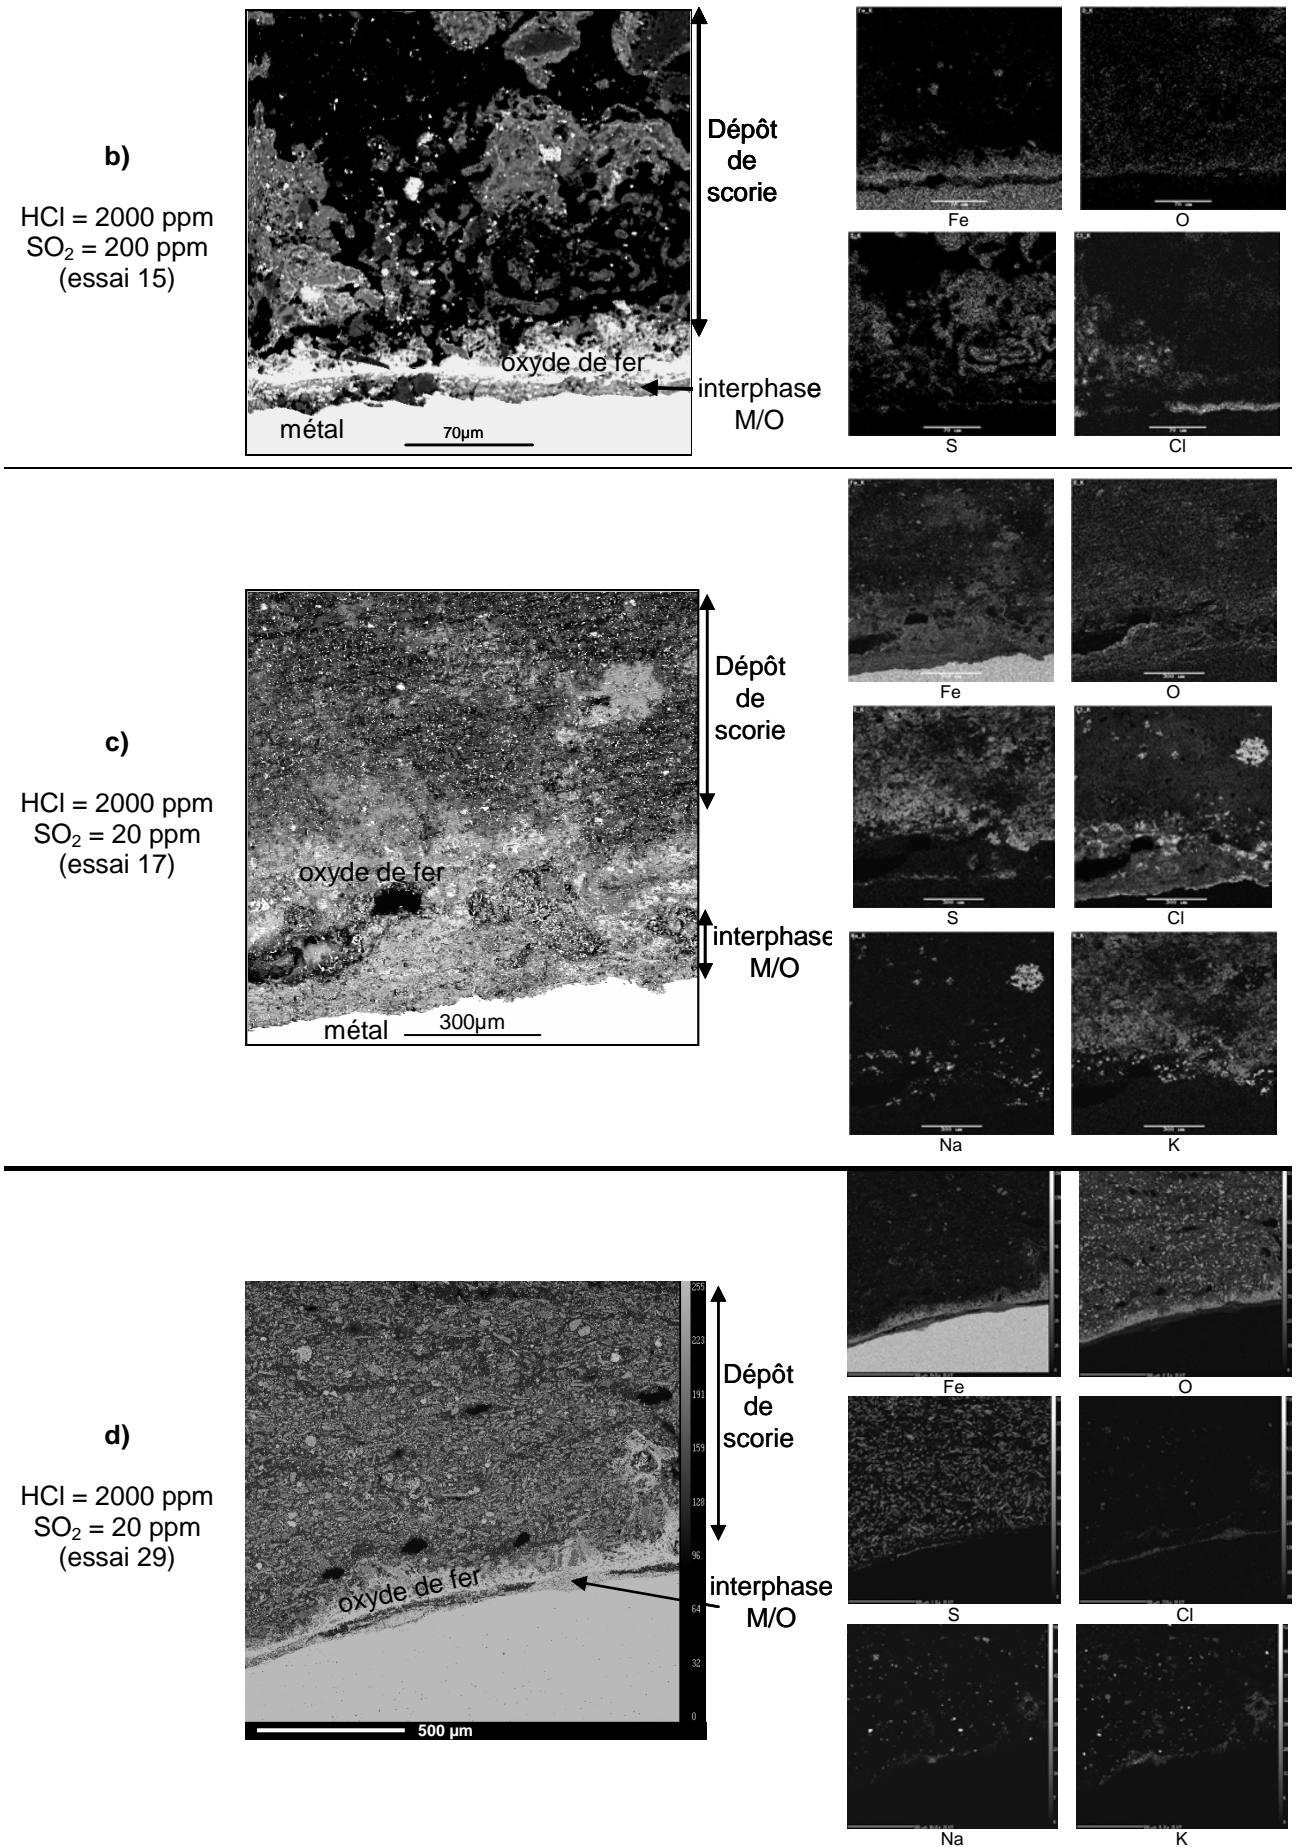 b)
HCl = 2000 ppm
SO₂ = 200 ppm
(essai 15)
Dépôt
de
scorie
oxyde de fer
interphase
M/O
métal
70µm
Fe
O
S
Cl
c)
HCl = 2000 ppm
SO₂ = 20 ppm
(essai 17)
Dépôt
de
scorie
oxyde de fer
interphase
M/O
métal
300µm
Fe
O
S
Cl
Na
K
d)
HCl = 2000 ppm
SO₂ = 20 ppm
(essai 29)
Dépôt
de
scorie
oxyde de fer
interphase
M/O
255
223
191
159
128
96
64
32
0
500 µm
Fe
O
S
Cl
Na
K